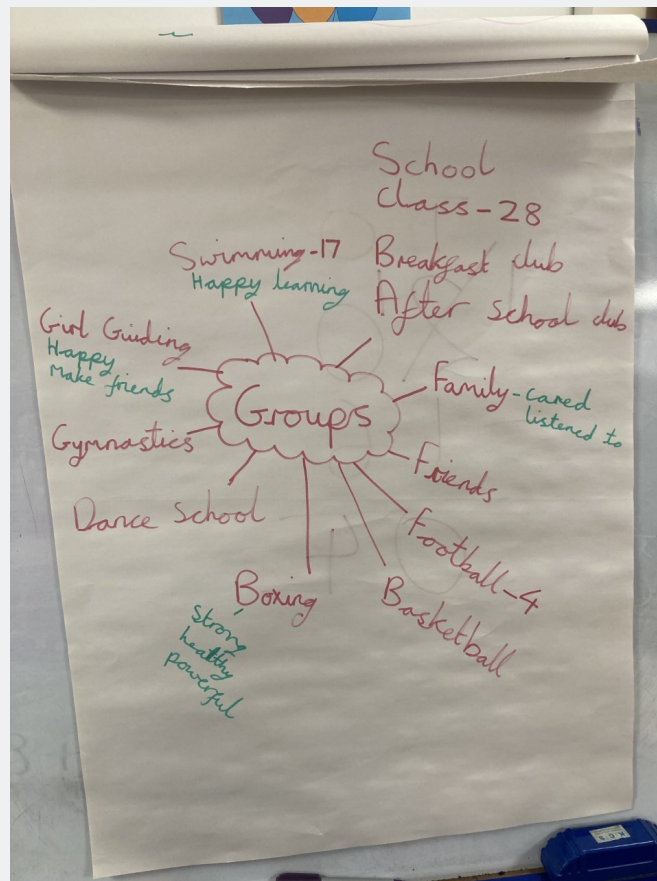 School
Class-28
Breakfast club
After school club
Swimming-17
Happy learning
Girl Guiding
Happy
Make friends
Groups
Family-cared
listened to
Gymnastics
Friends
Dance School
Football-4
Boxing
Basketball
Strong
healthy
powerful